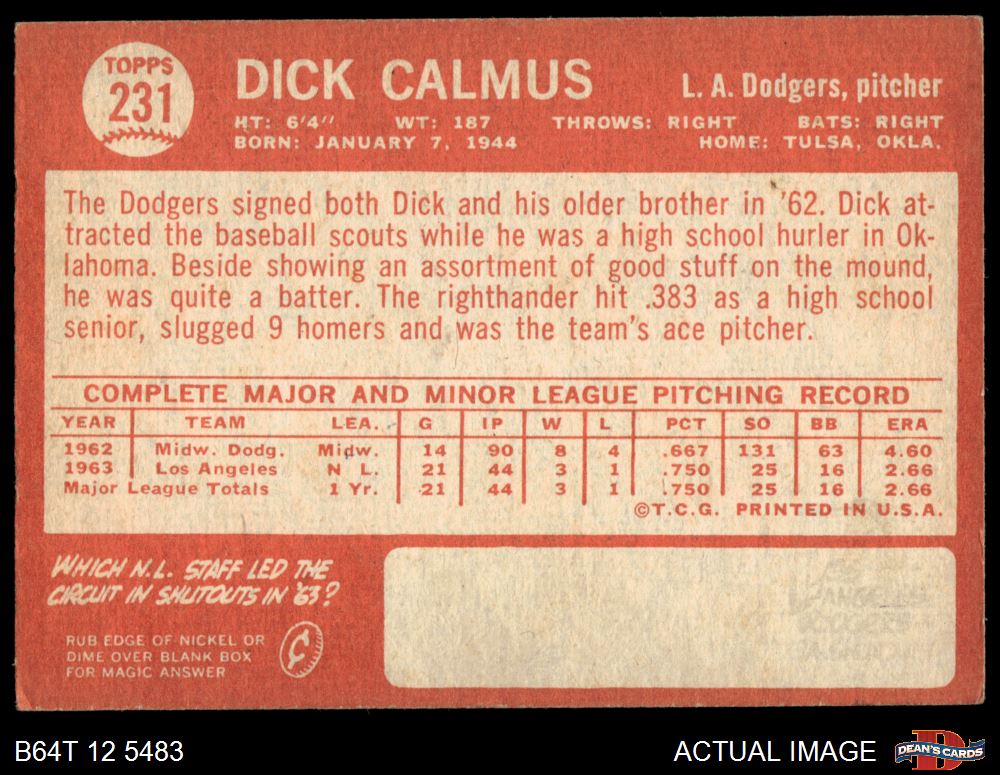 TOPPS
231
DICK CALMUS
L. A. Dodgers, pitcher
HT: 6'4" WT: 187 THROWS: RIGHT BATS: RIGHT
BORN: JANUARY 7, 1944 HOME: TULSA, OKLA.
The Dodgers signed both Dick and his older brother in '62. Dick at-
tracted the baseball scouts while he was a high school hurler in Ok-
lahoma. Beside showing an assortment of good stuff on the mound,
he was quite a batter. The righthander hit .383 as a high school
senior, slugged 9 homers and was the team's ace pitcher.
COMPLETE MAJOR AND MINOR LEAGUE PITCHING RECORD
YEAR TEAM LEA. G IP W L PCT SO BB ERA
1962 Midw. Dodg. Midw. 14 90 8 4 .667 131 63 4.60
1963 Los Angeles N L. 21 44 3 1 .750 25 16 2.66
Major League Totals 1 Yr. 21 44 3 1 .750 25 16 2.66
©T.C.G. PRINTED IN U.S.A.
WHICH N.L. STAFF LED THE
CIRCUIT IN SHUTOUTS IN '63?
RUB EDGE OF NICKEL OR
DIME OVER BLANK BOX
FOR MAGIC ANSWER
¢
B64T 12 5483
ACTUAL IMAGE
DEAN'S CARDS